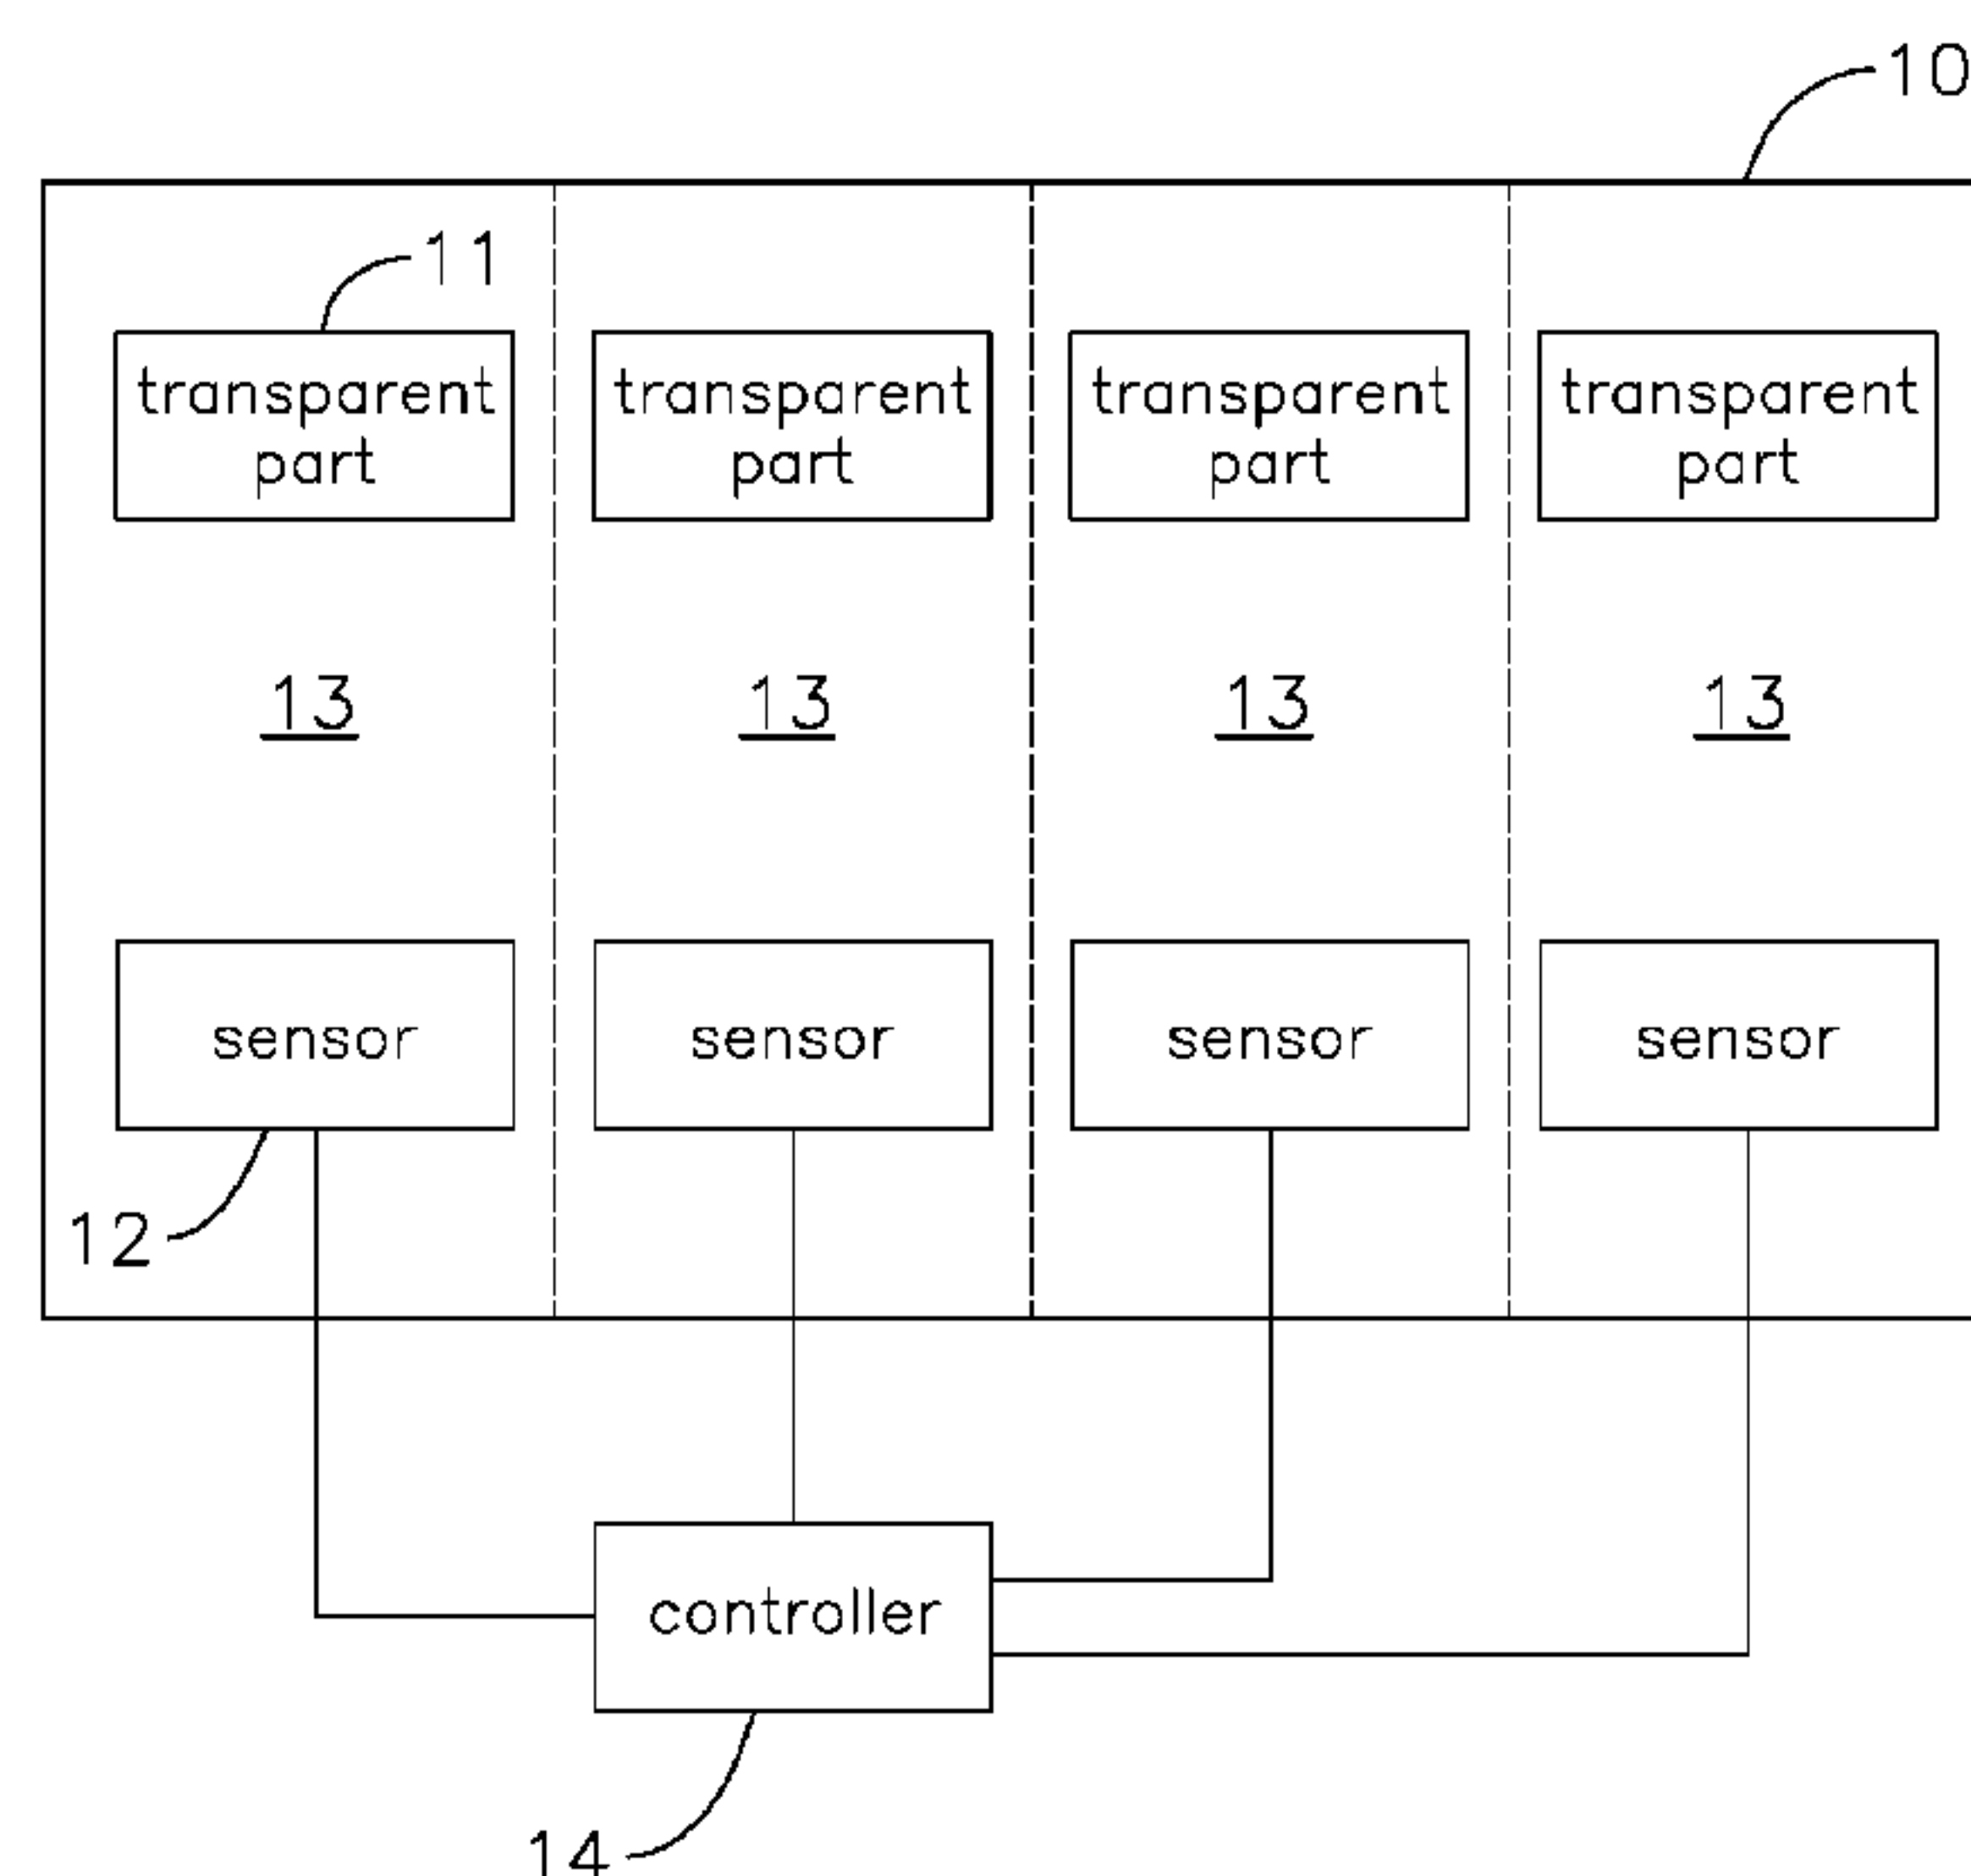 10
11
transparent part
transparent part
transparent part
transparent part
13
13
13
13
sensor
sensor
sensor
sensor
12
controller
14